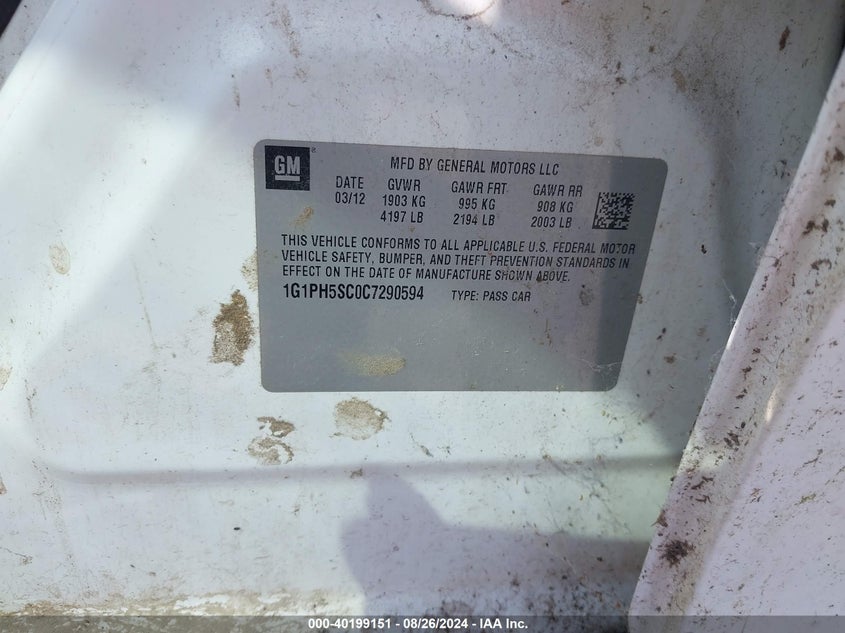 GM
MFD BY GENERAL MOTORS LLC
DATE GVWR GAWR FRT GAWR RR
03/12 1903 KG 995 KG 908 KG
4197 LB 2194 LB 2003 LB
THIS VEHICLE CONFORMS TO ALL APPLICABLE U.S. FEDERAL MOTOR
VEHICLE SAFETY, BUMPER, AND THEFT PREVENTION STANDARDS IN
EFFECT ON THE DATE OF MANUFACTURE SHOWN ABOVE.
1G1PH5SC0C7290594 TYPE: PASS CAR
000-40199151 - 08/26/2024 - IAA Inc.